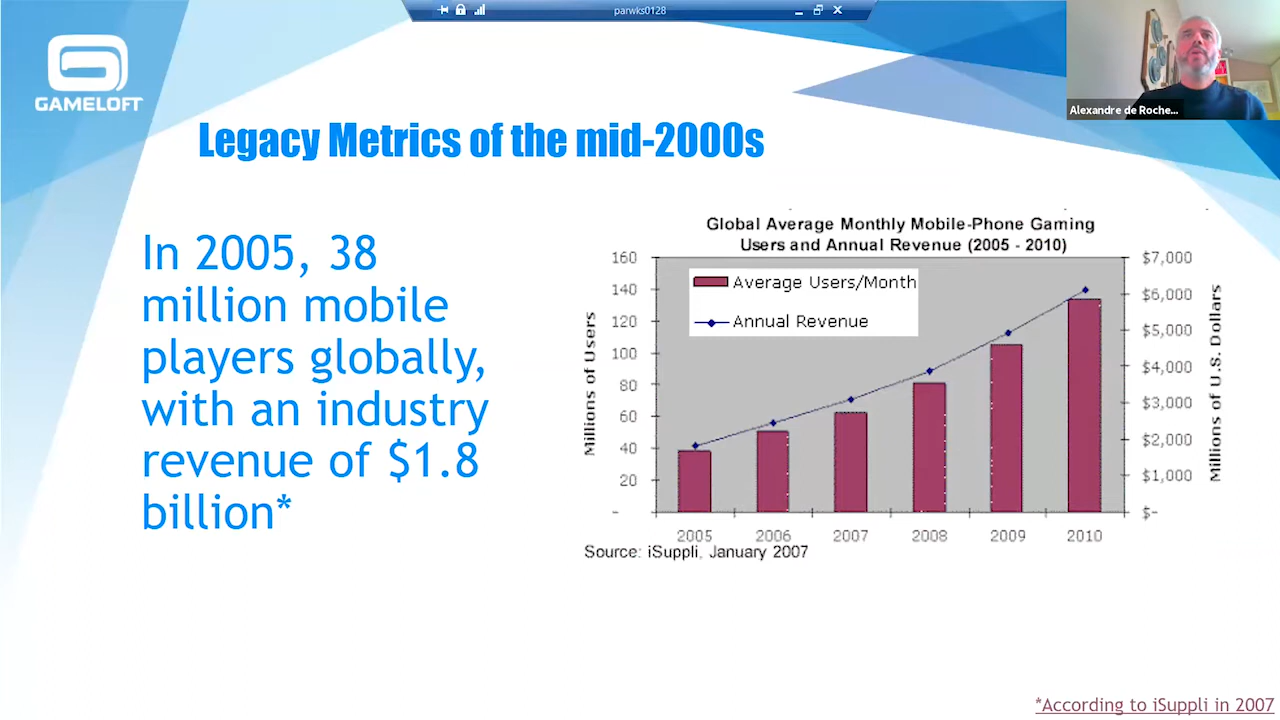 parwks0128
GAMELOFT
Alexandre de Roche...
Legacy Metrics of the mid-2000s
In 2005, 38
million mobile
players globally,
with an industry
revenue of $1.8
billion*
Global Average Monthly Mobile-Phone Gaming
Users and Annual Revenue (2005 - 2010)
160
140
120
100
80
60
40
20
-
Millions of Users
Average Users/Month
Annual Revenue
$7,000
$6,000
$5,000
$4,000
$3,000
$2,000
$1,000
$-
Millions of U.S. Dollars
2005 2006 2007 2008 2009 2010
Source: iSuppli, January 2007
*According to iSuppli in 2007